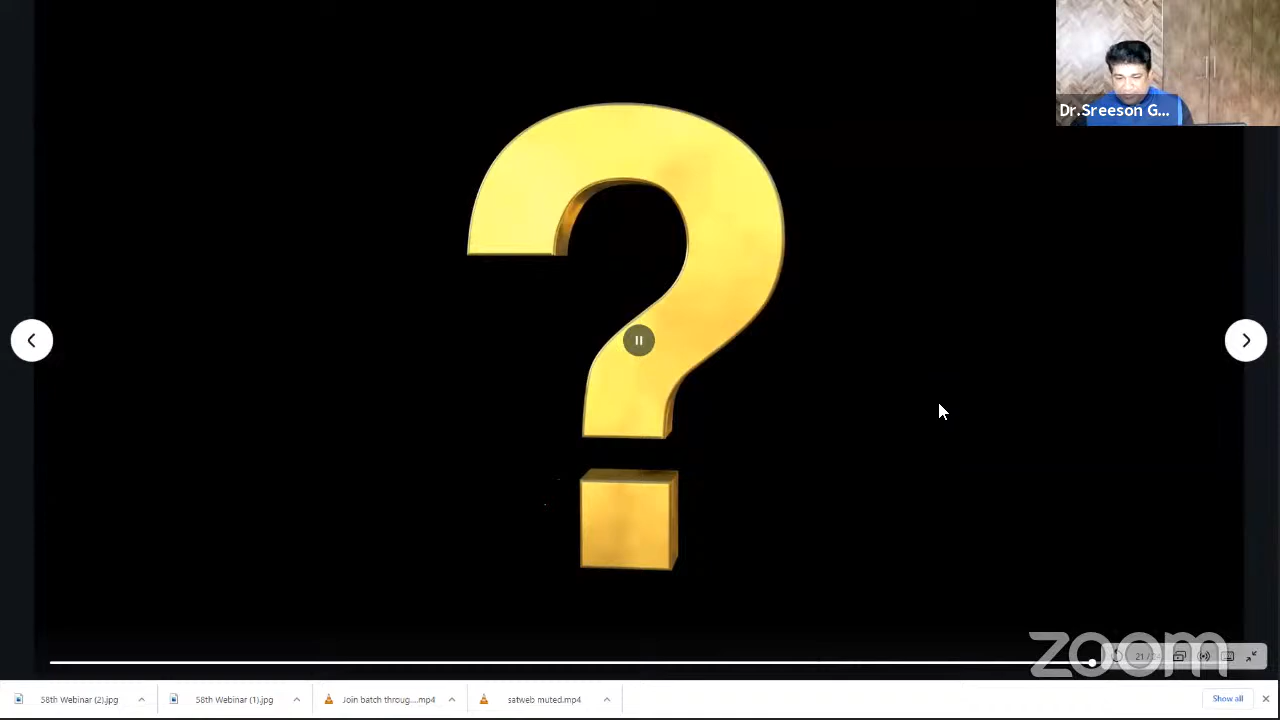 Dr.Sreeson G...
?
zoom
58th Webinar (2).jpg
58th Webinar (1).jpg
Join batch throug....mp4
satweb muted.mp4
Show all